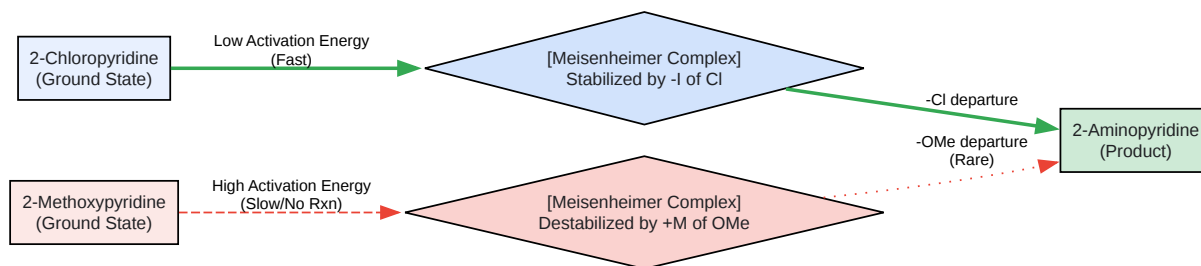 2-Chloropyridine
(Ground State)
Low Activation Energy
(Fast)
[Meisenheimer Complex]
Stabilized by -I of Cl
-Cl departure
2-Aminopyridine
(Product)
-OMe departure
(Rare)
2-Methoxypyridine
(Ground State)
High Activation Energy
(Slow/No Rxn)
[Meisenheimer Complex]
Destabilized by +M of OMe